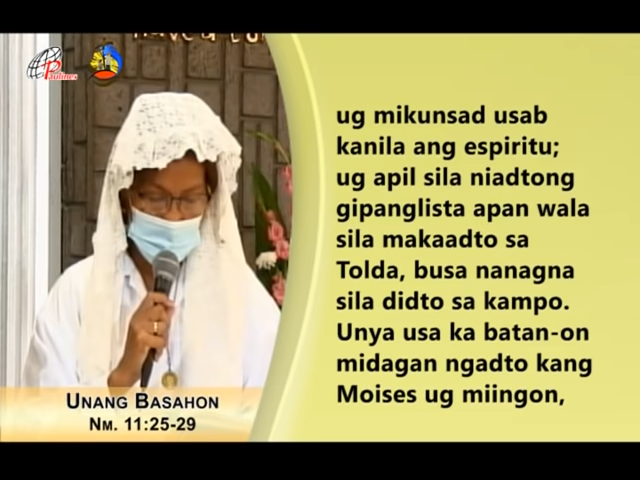 Paulines
ug mikunsad usab
kanila ang espiritu;
ug apil sila niadtong
gipanglista apan wala
sila makaadto sa
Tolda, busa nanagna
sila didto sa kampo.
Unya usa ka batan-on
midagan ngadto kang
Moises ug miingon,
UNANG BASAHON
NM. 11:25-29